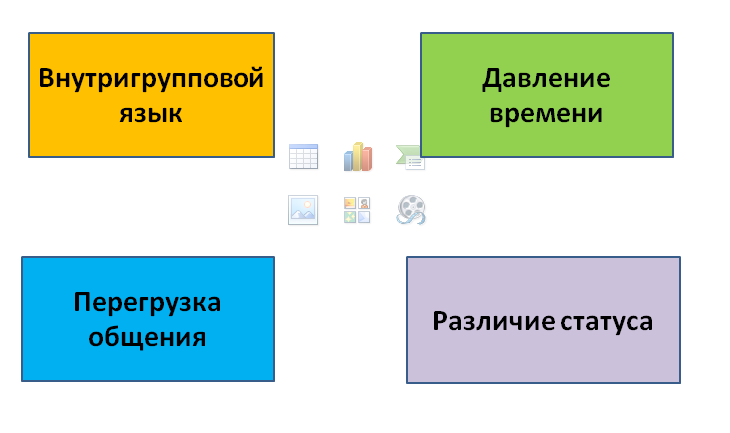 Внутригрупповой
язык
Давление
времени
Перегрузка
общения
Различие статуса